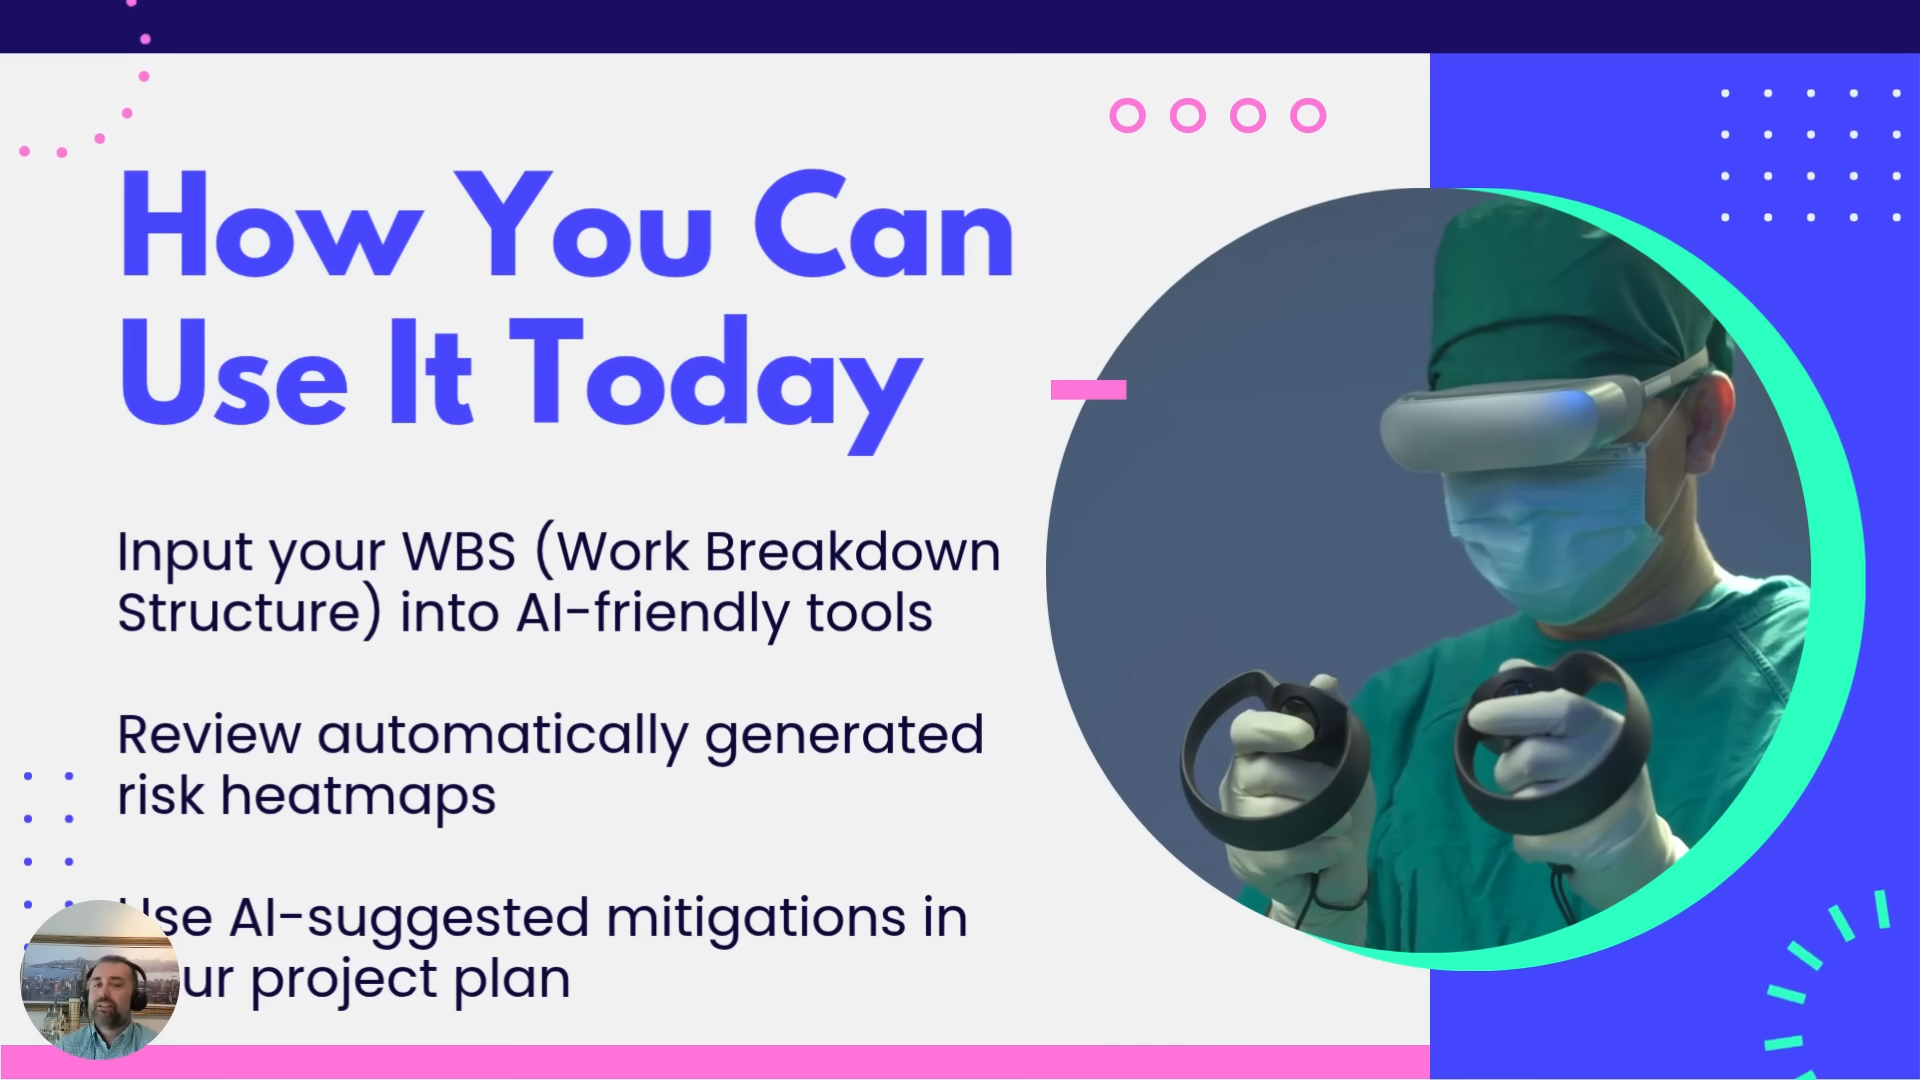 How You Can
Use It Today
Input your WBS (Work Breakdown
Structure) into AI-friendly tools
Review automatically generated
risk heatmaps
Use AI-suggested mitigations in
ur project plan